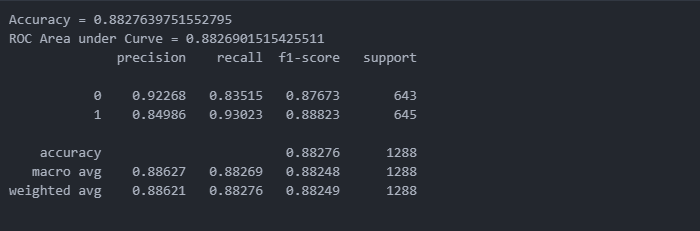 Accuracy = 0.8827639751552795
ROC Area under Curve = 0.8826901515425511
precision recall f1-score support
0 0.92268 0.83515 0.87673 643
1 0.84986 0.93023 0.88823 645
accuracy 0.88276 1288
macro avg 0.88627 0.88269 0.88248 1288
weighted avg 0.88621 0.88276 0.88249 1288